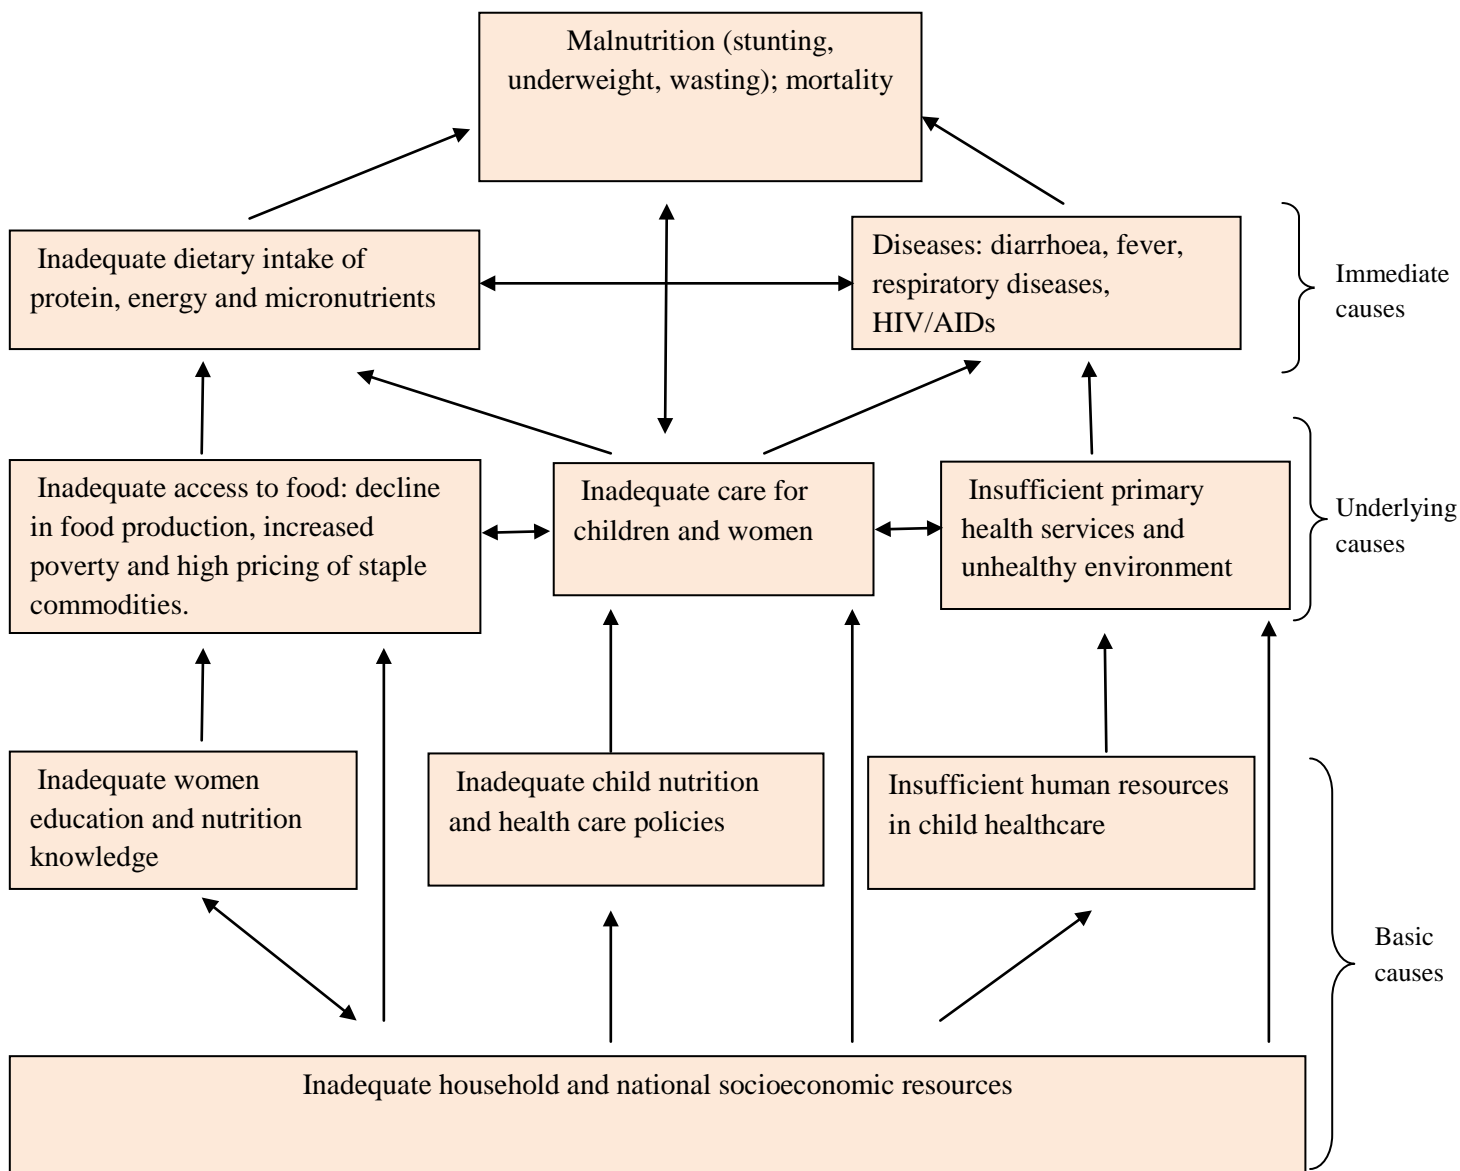 Malnutrition (stunting,
underweight, wasting); mortality
Inadequate dietary intake of
protein, energy and micronutrients
Diseases: diarrhoea, fever,
respiratory diseases,
HIV/AIDs
Immediate
causes
Inadequate access to food: decline
in food production, increased
poverty and high pricing of staple
commodities.
Inadequate care for
children and women
Insufficient primary
health services and
unhealthy environment
Underlying
causes
Inadequate women
education and nutrition
knowledge
Inadequate child nutrition
and health care policies
Insufficient human resources
in child healthcare
Basic
causes
Inadequate household and national socioeconomic resources